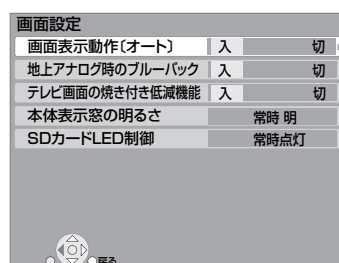 画面設定
画面表示動作〔オート〕 入 切
地上アナログ時のブルーバック 入 切
テレビ画面の焼き付き低減機能 入 切
本体表示窓の明るさ 常時 明
SDカードLED制御 常時点灯
戻る